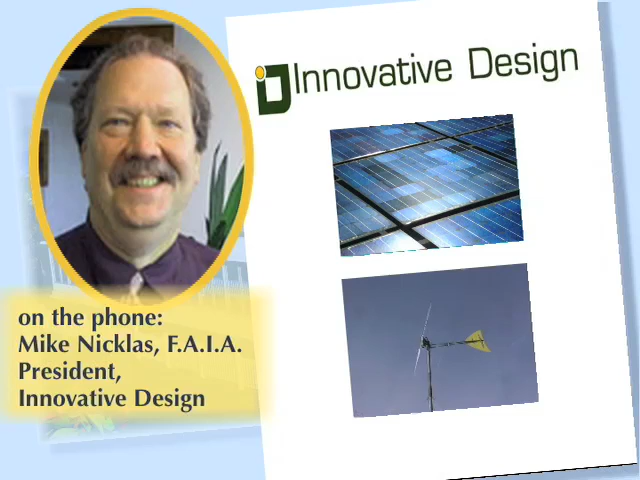 Innovative Design
on the phone:
Mike Nicklas, F.A.I.A.
President,
Innovative Design